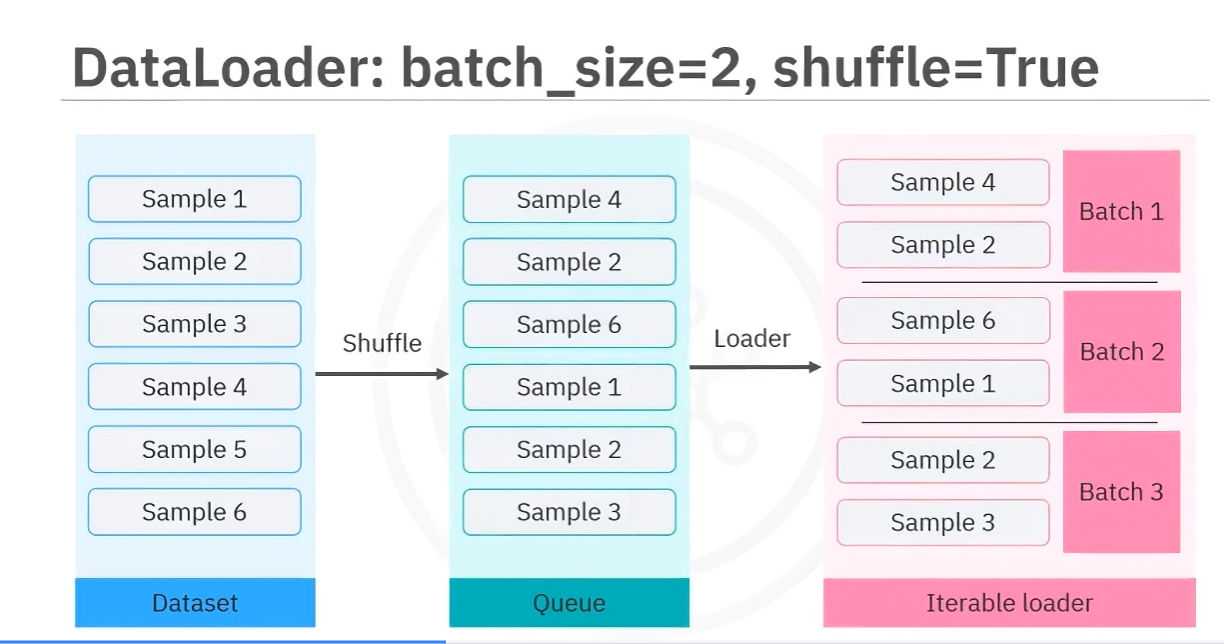 DataLoader: batch_size=2, shuffle=True
Sample 1
Sample 2
Sample 3
Sample 4
Sample 5
Sample 6
Dataset
Shuffle
Sample 4
Sample 2
Sample 6
Sample 1
Sample 2
Sample 3
Queue
Loader
Sample 4
Sample 2
Batch 1
Sample 6
Sample 1
Batch 2
Sample 2
Sample 3
Batch 3
Iterable loader